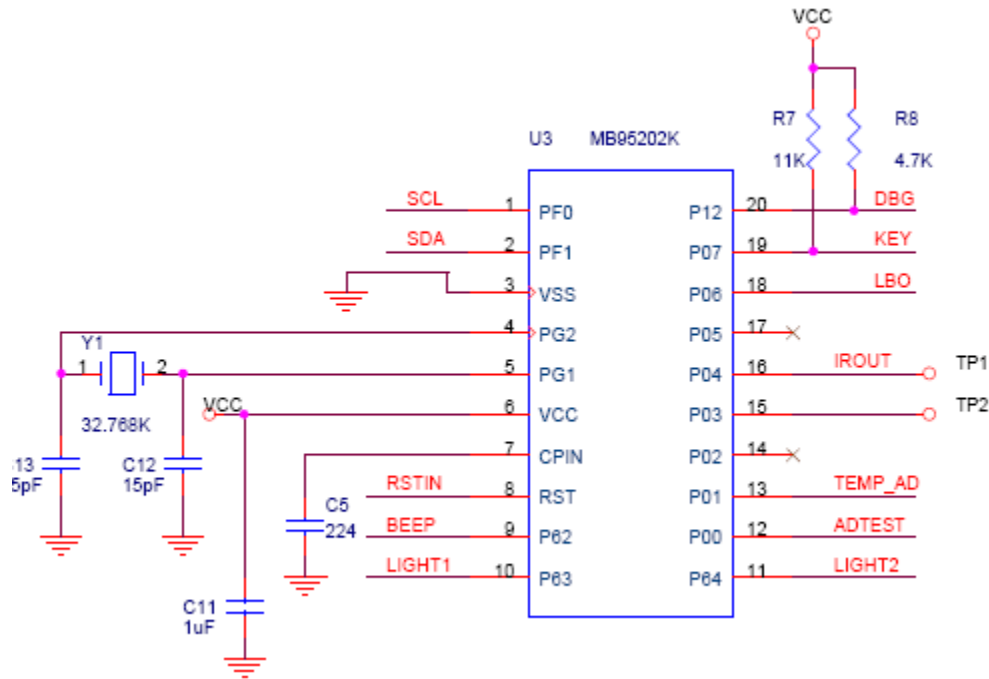 VCC
R7
R8
11K
4.7K
U3 MB95202K
SCL 1 PF0 P12 20 DBG
SDA 2 PF1 P07 19 KEY
3 VSS P06 18 LBO
4 PG2 P05 17
Y1
1 2
5 PG1 P04 16 IROUT TP1
VCC 6 VCC P03 15 TP2
32.768K
7 CPIN P02 14
13 C12
5pF 15pF
RSTIN 8 RST P01 13 TEMP_AD
C5
224
BEEP 9 P62 P00 12 ADTEST
LIGHT1 10 P63 P64 11 LIGHT2
C11
1uF